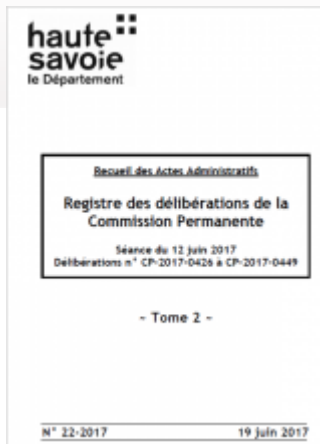 haute
savoie
le Département
Recueil des Actes Administratifs
Registre des délibérations de la
Commission Permanente
Séance du 12 juin 2017
Délibérations n° CP-2017-0426 à CP-2017-0449
- Tome 2 -
N° 22-2017 19 juin 2017